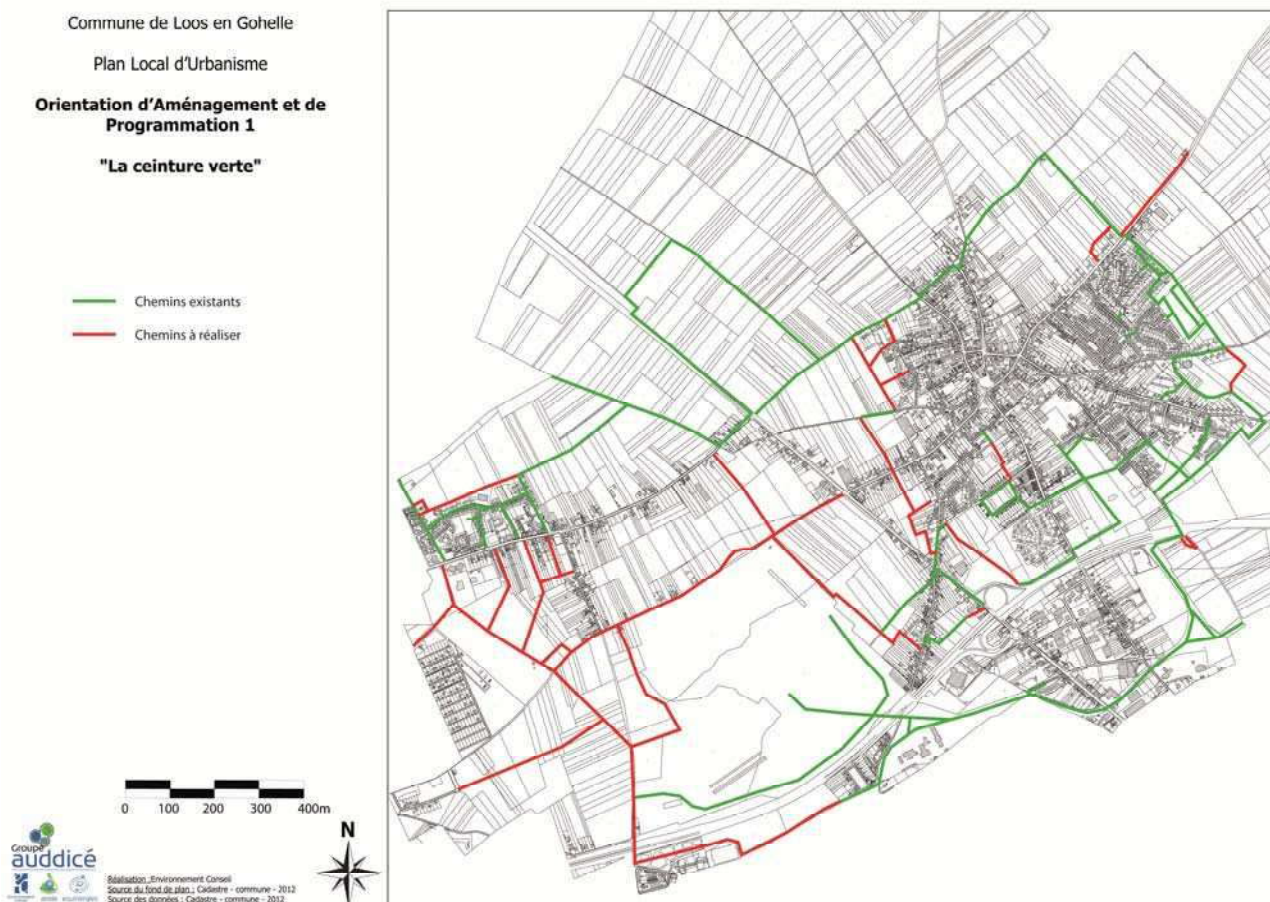 Commune de Loos en Gohelle
Plan Local d'Urbanisme
Orientation d'Aménagement et de
Programmation 1
"La ceinture verte"
Chemins existants
Chemins à réaliser
0 100 200 300 400m
N
Groupe
auddicé
Réalisation : Environnement Conseil
Source du fond de plan : Cadastre - commune - 2012
Source des données : Cadastre - commune - 2012